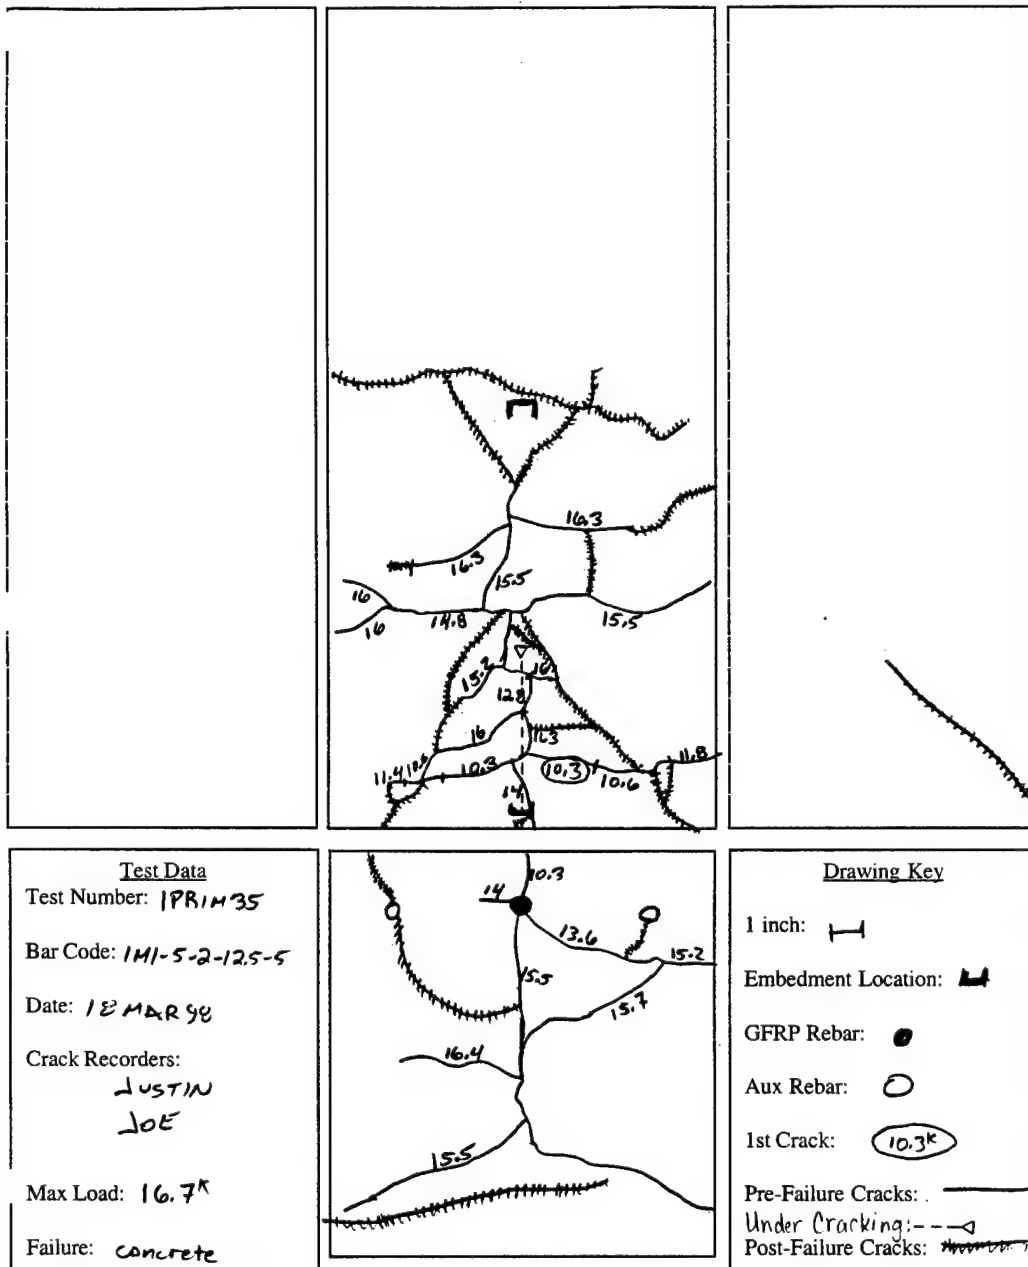 16.3
16.3
15.5
16
16
14.8
15.5
15.2
16
12.8
16
16.3
11.8
11.4
10.6
10.3
10.3
10.6
14
Test Data
Test Number: 1PRIM35
Bar Code: 1M1-5-2-12.5-5
Date: 18 MAR 98
Crack Recorders:
JUSTIN
JOE
Max Load: 16.7K
Failure: concrete
10.3
14
13.6
15.2
15.5
15.7
16.4
15.5
Drawing Key
1 inch:
Embedment Location:
GFRP Rebar:
Aux Rebar:
1st Crack: 10.3K
Pre-Failure Cracks:
Under Cracking:
Post-Failure Cracks: